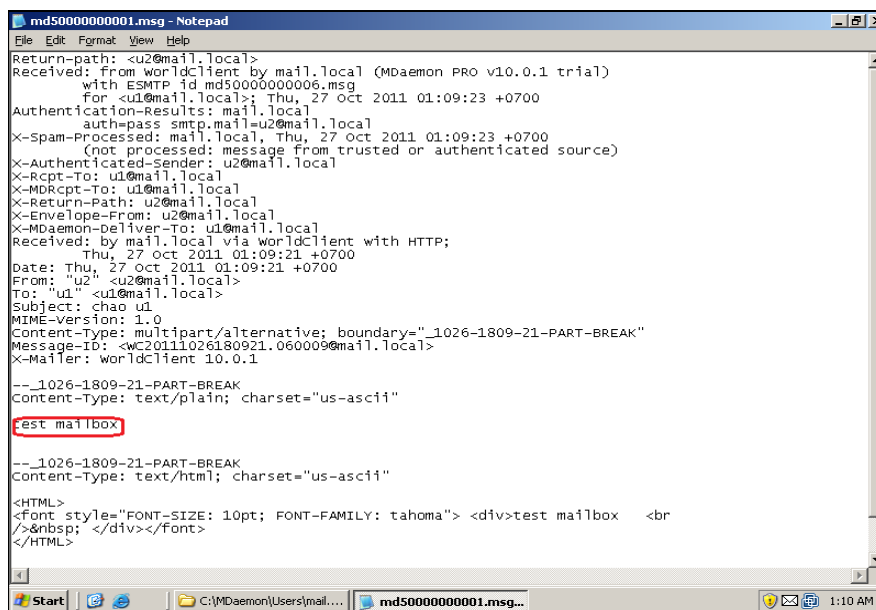 md50000000001.msg - Notepad
File Edit Format View Help
Return-path: <u2@mail.local>
Received: from WorldClient by mail.local (MDaemon PRO v10.0.1 trial)
with ESMTP id md50000000006.msg
for <u1@mail.local>; Thu, 27 Oct 2011 01:09:23 +0700
Authentication-Results: mail.local
auth=pass smtp.mail=u2@mail.local
X-Spam-Processed: mail.local, Thu, 27 Oct 2011 01:09:23 +0700
(not processed: message from trusted or authenticated source)
X-Authenticated-Sender: u2@mail.local
X-Rcpt-To: u1@mail.local
X-MDRcpt-To: u1@mail.local
X-Return-Path: u2@mail.local
X-Envelope-From: u2@mail.local
X-MDaemon-Deliver-To: u1@mail.local
Received: by mail.local via WorldClient with HTTP;
Thu, 27 Oct 2011 01:09:21 +0700
Date: Thu, 27 Oct 2011 01:09:21 +0700
From: "u2" <u2@mail.local>
To: "u1" <u1@mail.local>
Subject: chao u1
MIME-Version: 1.0
Content-Type: multipart/alternative; boundary="_1026-1809-21-PART-BREAK"
Message-ID: <WC20111026180921.060009@mail.local>
X-Mailer: WorldClient 10.0.1
--_1026-1809-21-PART-BREAK
Content-Type: text/plain; charset="us-ascii"
test mailbox
--_1026-1809-21-PART-BREAK
Content-Type: text/html; charset="us-ascii"
<HTML>
<font style="FONT-SIZE: 10pt; FONT-FAMILY: tahoma"> <div>test mailbox <br
/>&nbsp; </div></font>
</HTML>
Start C:\MDaemon\Users\mail.... md50000000001.msg... 1:10 AM